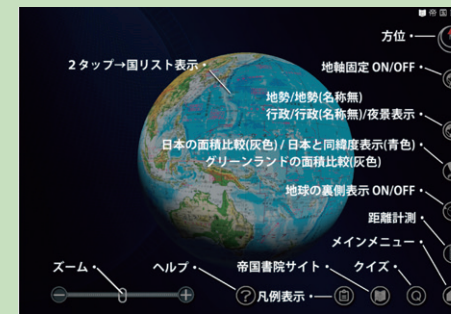 方位
2タップ→国リスト表示
地軸固定 ON/OFF
地勢/地勢(名称無)
行政/行政(名称無)/夜景表示
日本の面積比較(灰色) / 日本と同緯度表示(青色)
グリーンランドの面積比較(灰色)
地球の裏側表示 ON/OFF
距離計測
メインメニュー
ズーム
ヘルプ
帝国書院サイト
クイズ
?
凡例表示
Q